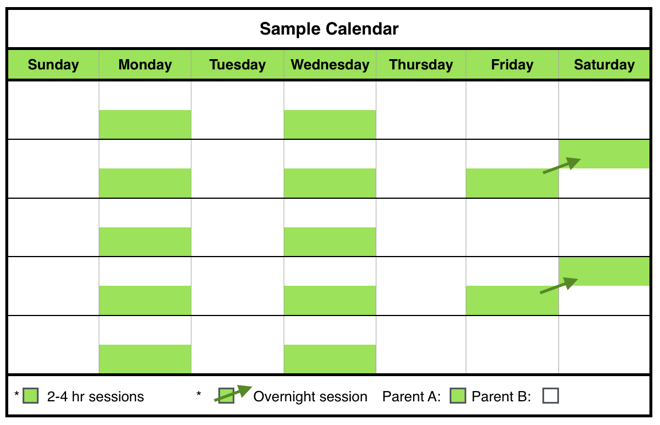 Sample Calendar
Sunday Monday Tuesday Wednesday Thursday Friday Saturday
* 2-4 hr sessions * Overnight session Parent A: Parent B: